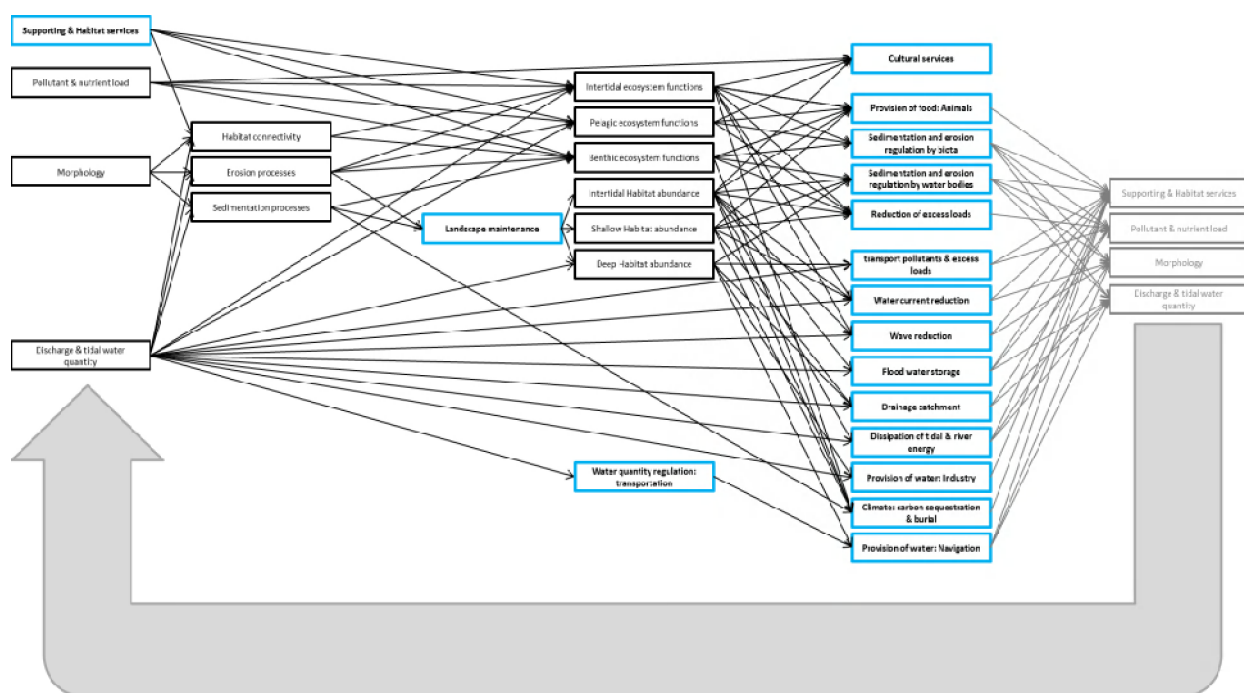 Supporting & Habitat services
Pollutant & nutrient load
Morphology
Discharge & tidal water
quantity
Habitat connectivity
Erosion processes
Sedimentation processes
Landscape maintenance
Intertidal ecosystem functions
Pelagic ecosystem functions
Benthic ecosystem functions
Intertidal Habitat abundance
Shallow Habitat abundance
Deep Habitat abundance
Water quantity regulation:
transportation
Cultural services
Provision of food: Animals
Sedimentation and erosion
regulation by biota
Sedimentation and erosion
regulation by water bodies
Reduction of excess loads
transport pollutants & excess
loads
Water current reduction
Wave reduction
Flood water storage
Drainage catchment
Dissipation of tidal & river
energy
Provision of water: Industry
Climate: carbon sequestration
& burial
Provision of water: Navigation
Supporting & Habitat services
Pollutant & nutrient load
Morphology
Discharge & tidal water
quantity